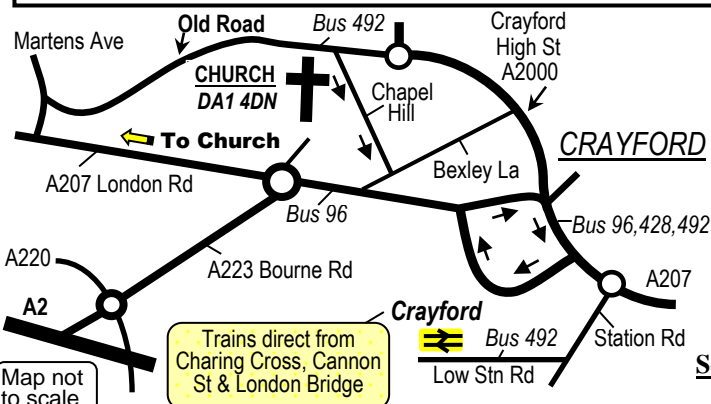 Old Road
Bus 492
Martens Ave
Crayford
High St
A2000
CHURCH
DA1 4DN
Chapel
Hill
To Church
CRAYFORD
A207 London Rd
Bexley La
Bus 96
Bus 96,428,492
A220
A223 Bourne Rd
A207
A2
Crayford
Trains direct from
Charing Cross, Cannon
St & London Bridge
Bus 492
Station Rd
Low Stn Rd
Map not
to scale
S